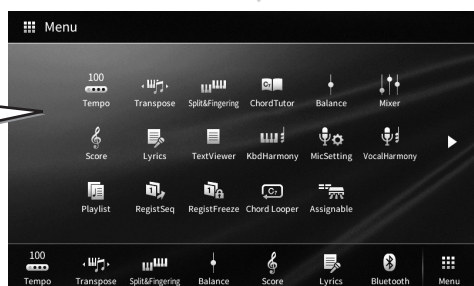 Menu
100
Tempo Transpose Split&Fingering ChordTutor Balance Mixer
Score Lyrics TextViewer KbdHarmony MicSetting VocalHarmony
Playlist RegistSeq RegistFreeze Chord Looper Assignable
100
Tempo Transpose Split&Fingering Balance Score Lyrics Bluetooth Menu